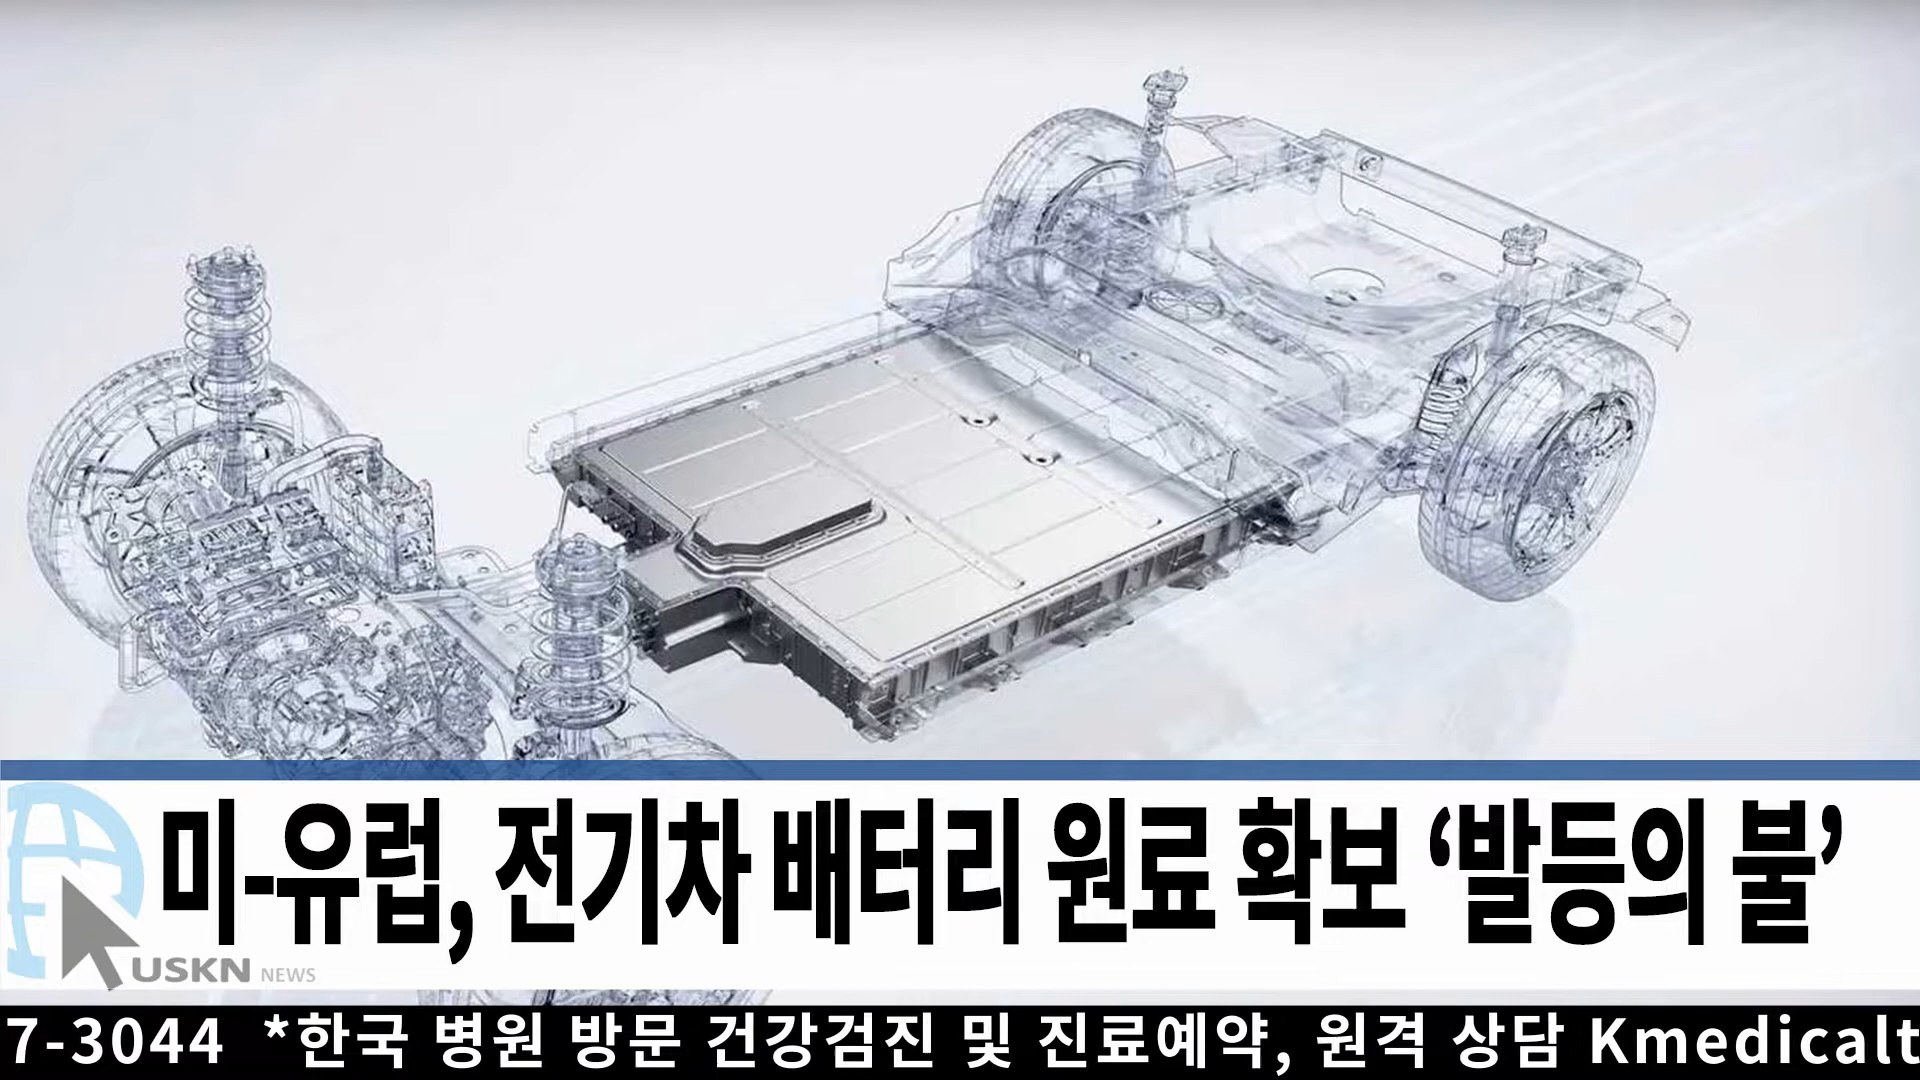 미-유럽, 전기차 배터리 원료 확보 ‘발등의 불’
USKN NEWS
7-3044 *한국 병원 방문 건강검진 및 진료예약, 원격 상담 Kmedicalt